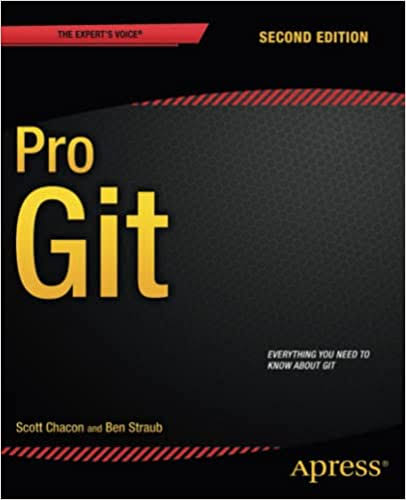 THE EXPERT'S VOICE®
SECOND EDITION
Pro
Git
EVERYTHING YOU NEED TO
KNOW ABOUT GIT
Scott Chacon and Ben Straub
Apress®